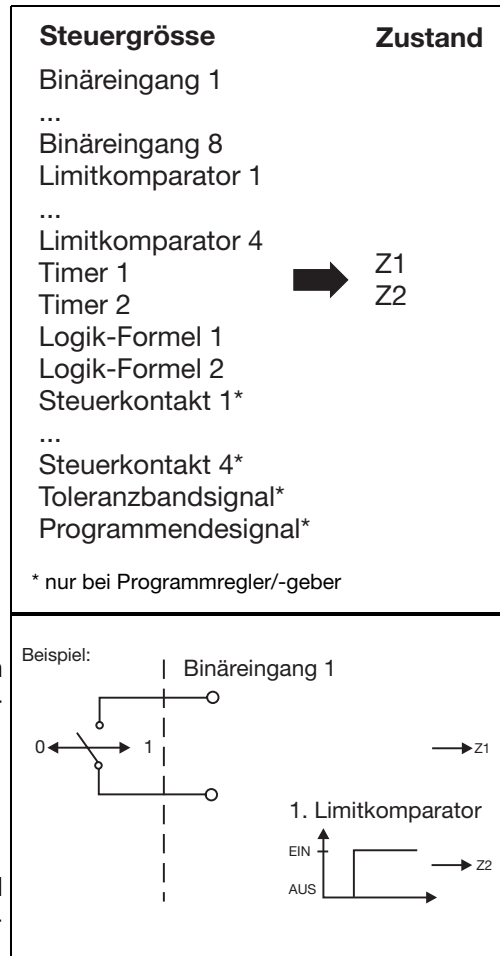 Steuergrösse Zustand
Binäreingang 1
...
Binäreingang 8
Limitkomparator 1
...
Limitkomparator 4
Timer 1
Timer 2
Logik-Formel 1
Logik-Formel 2
Steuerkontakt 1*
...
Steuerkontakt 4*
Toleranzbandsignal*
Programmendesignal*
Z1
Z2
* nur bei Programmregler/-geber
Beispiel:
Binäreingang 1
0 1
Z1
1. Limitkomparator
EIN
Z2
AUS